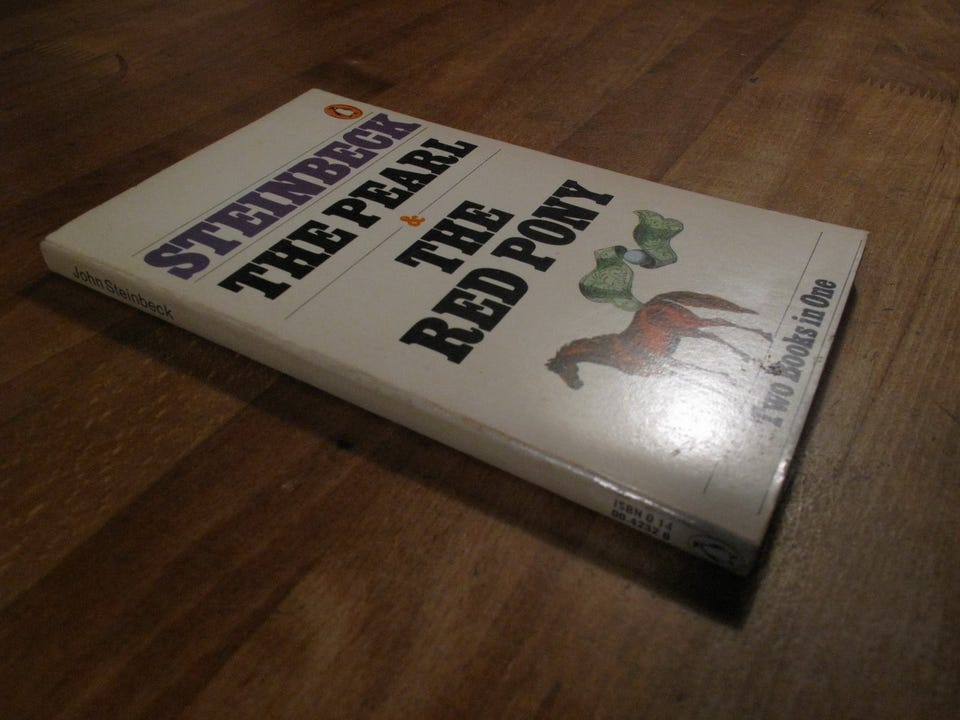 STEINBECK
THE PEARL
&
THE
RED PONY
Two Books in One
John Steinbeck
ISBN 0 14
00.4232 8